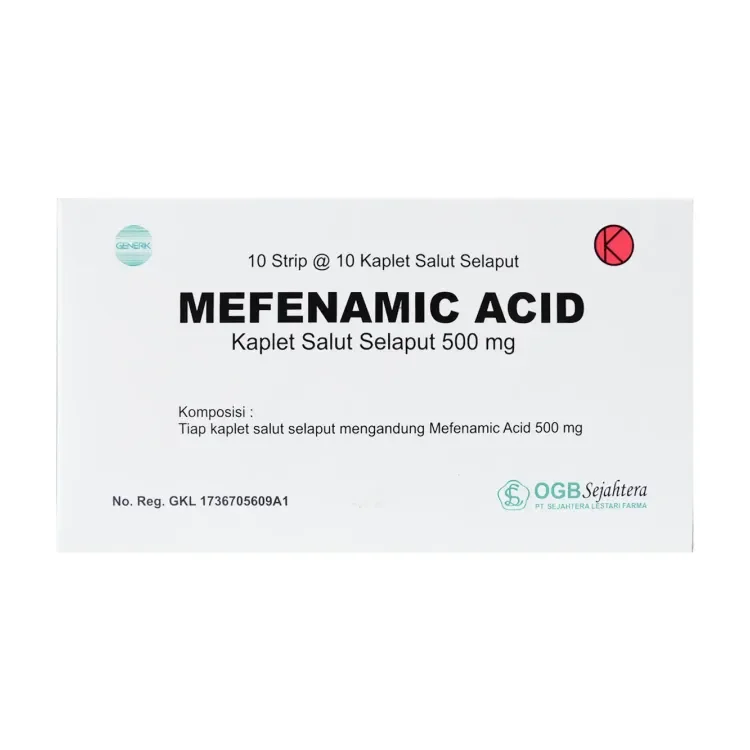 GENERIK
K
10 Strip @ 10 Kaplet Salut Selaput
MEFENAMIC ACID
Kaplet Salut Selaput 500 mg
Komposisi :
Tiap kaplet salut selaput mengandung Mefenamic Acid 500 mg
No. Reg. GKL 1736705609A1
OGB Sejahtera
PT. SEJAHTERA LESTARI FARMA